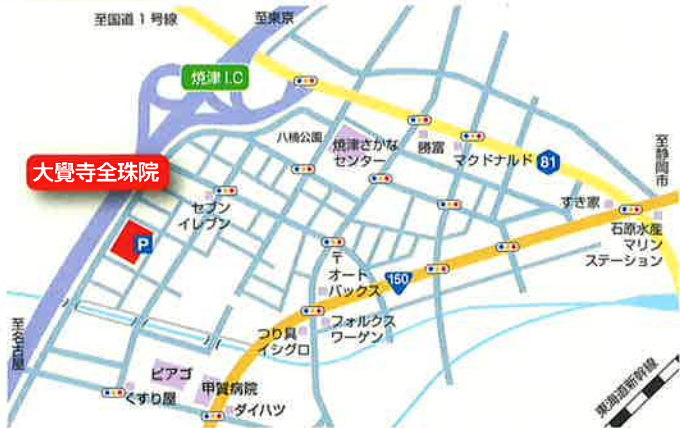 至国道1号線
至東京
焼津I.C
八楠公園
焼津さかな
センター
勝富
マクドナルド
81
至静岡市
大覺寺全珠院
セブン
イレブン
すき家
石原水産
マリン
ステーション
P
〒
オート
バックス
150
フォルクス
ワーゲン
つり具
イシグロ
至名古屋
ピアゴ
甲賀病院
くすり屋
ダイハツ
東海道新幹線